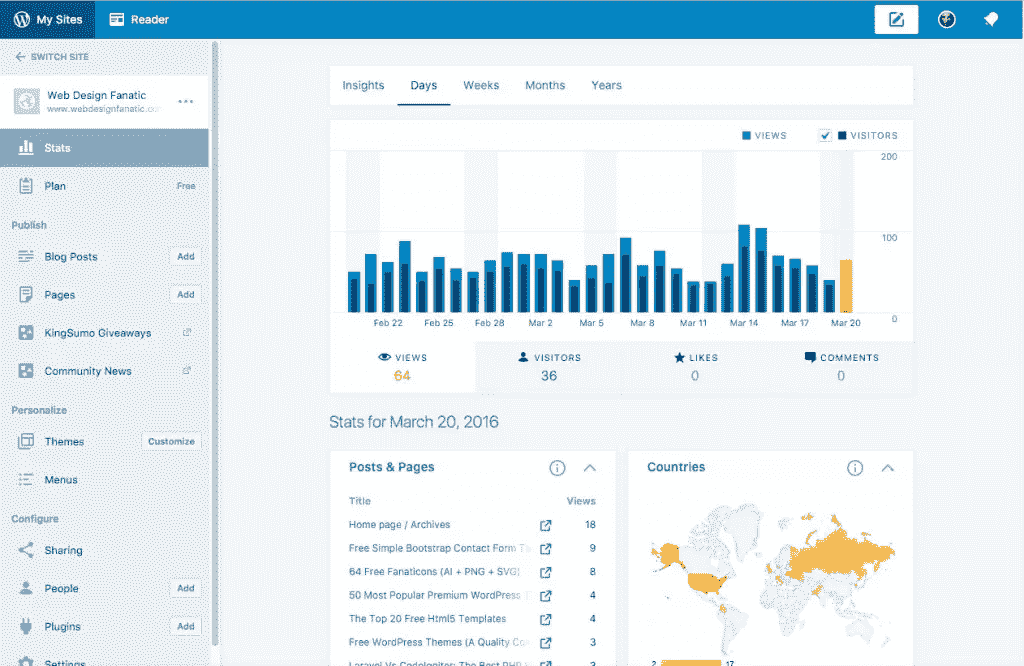 My Sites
Reader
SWITCH SITE
Web Design Fanatic
www.webdesignfanatic.co
Stats
Plan Free
Publish
Blog Posts Add
Pages Add
KingSumo Giveaways
Community News
Personalize
Themes Customize
Menus
Configure
Sharing
People Add
Plugins Add
Settings
Insights Days Weeks Months Years
VIEWS VISITORS
200
100
0
Feb 22 Feb 25 Feb 28 Mar 2 Mar 5 Mar 8 Mar 11 Mar 14 Mar 17 Mar 20
VIEWS VISITORS LIKES COMMENTS
64 36 0 0
Stats for March 20, 2016
Posts & Pages
Title Views
Home page / Archives 18
Free Simple Bootstrap Contact Form Te 9
64 Free Fanaticons (AI + PNG + SVG) 8
50 Most Popular Premium WordPress 4
The Top 20 Free Html5 Templates 4
Free WordPress Themes (A Quality Co 3
Laravel Vs CodeIgniter: The Best PHP 3
Countries
2 17